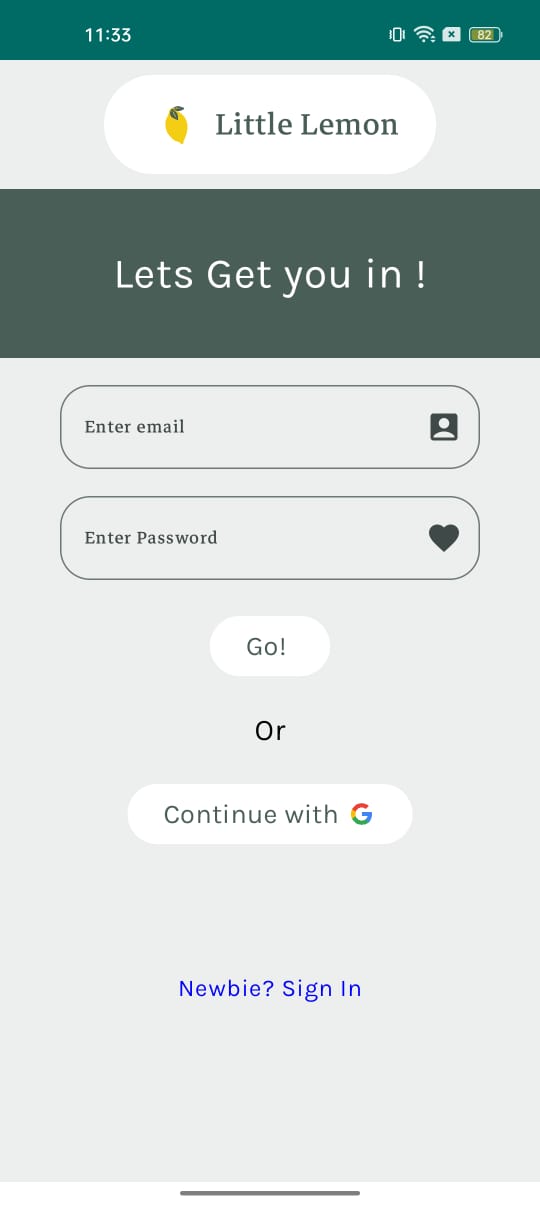 11:33
82
Little Lemon
Lets Get you in !
Enter email
Enter Password
Go!
Or
Continue with G
Newbie? Sign In